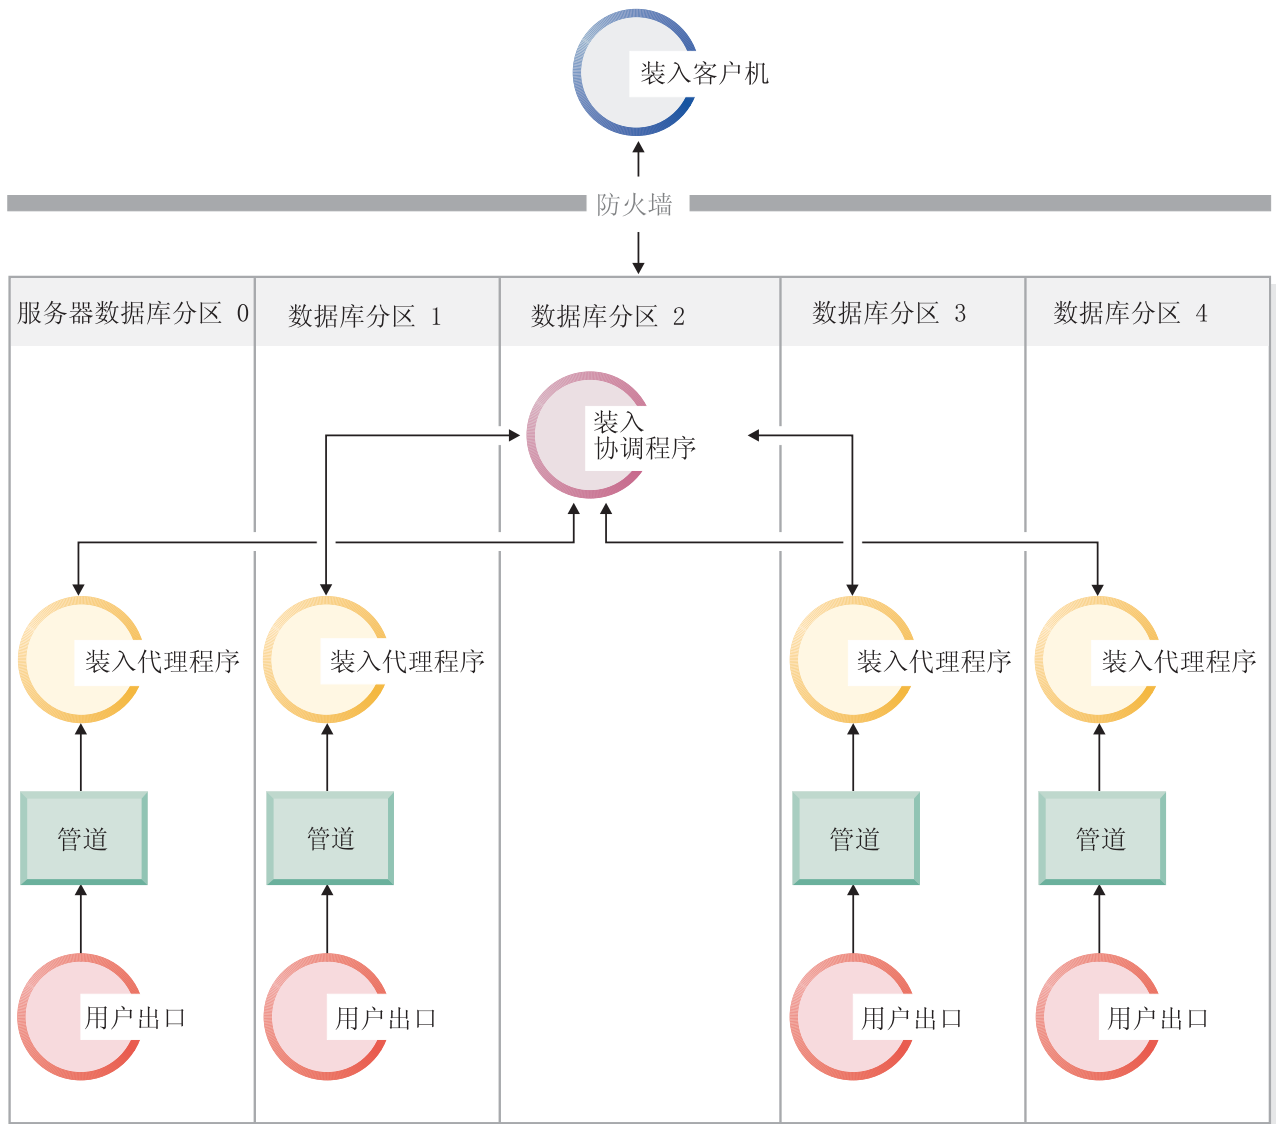 装入客户机
防火墙
服务器数据库分区 0
数据库分区 1
数据库分区 2
数据库分区 3
数据库分区 4
装入
协调程序
装入代理程序
装入代理程序
装入代理程序
装入代理程序
管道
管道
管道
管道
用户出口
用户出口
用户出口
用户出口